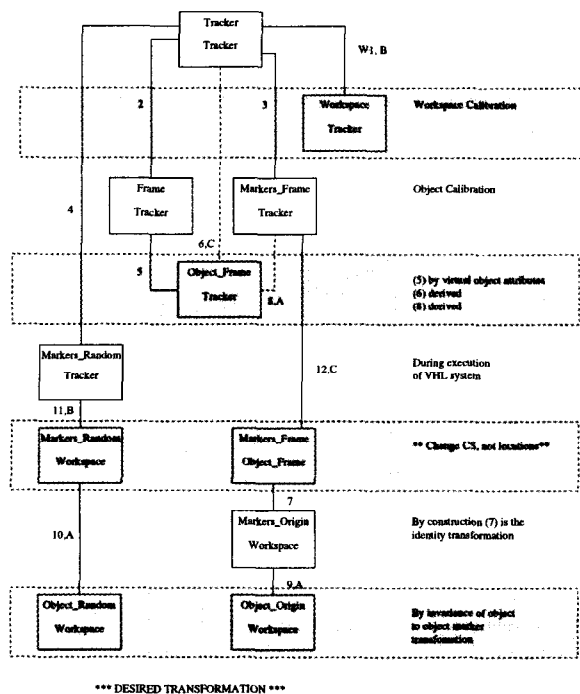 Tracker
Tracker
W1, B
2
3
Workspace
Tracker
Workspace Calibration
Frame
Tracker
Markers_Frame
Tracker
Object Calibration
4
6,C
5
Object_Frame
Tracker
8,A
(5) by virtual object attributes
(6) derived
(8) derived
Markers_Random
Tracker
12,C
During execution
of VHL system
11,B
Markers_Random
Workspace
Markers_Frame
Object_Frame
** Change CS, not locations**
7
10,A
Markers_Origin
Workspace
By construction (7) is the
identity transformation
9,A
Object_Random
Workspace
Object_Origin
Workspace
By invariance of object
to object marker
transfomation
*** DESIRED TRANSFORMATION ***